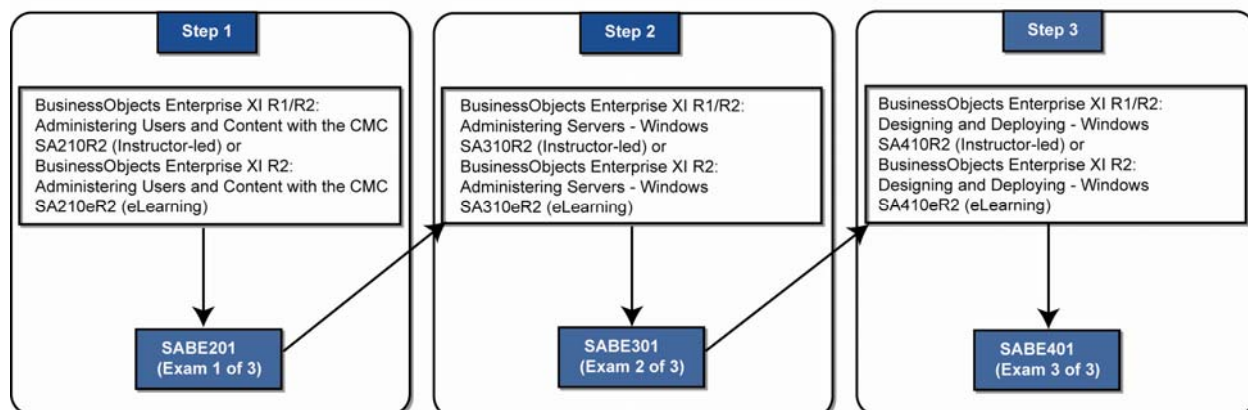 Step 1
BusinessObjects Enterprise XI R1/R2:
Administering Users and Content with the CMC
SA210R2 (Instructor-led) or
BusinessObjects Enterprise XI R2:
Administering Users and Content with the CMC
SA210eR2 (eLearning)
SABE201
(Exam 1 of 3)
Step 2
BusinessObjects Enterprise XI R1/R2:
Administering Servers - Windows
SA310R2 (Instructor-led) or
BusinessObjects Enterprise XI R2:
Administering Servers - Windows
SA310eR2 (eLearning)
SABE301
(Exam 2 of 3)
Step 3
BusinessObjects Enterprise XI R1/R2:
Designing and Deploying - Windows
SA410R2 (Instructor-led) or
BusinessObjects Enterprise XI R2:
Designing and Deploying - Windows
SA410eR2 (eLearning)
SABE401
(Exam 3 of 3)